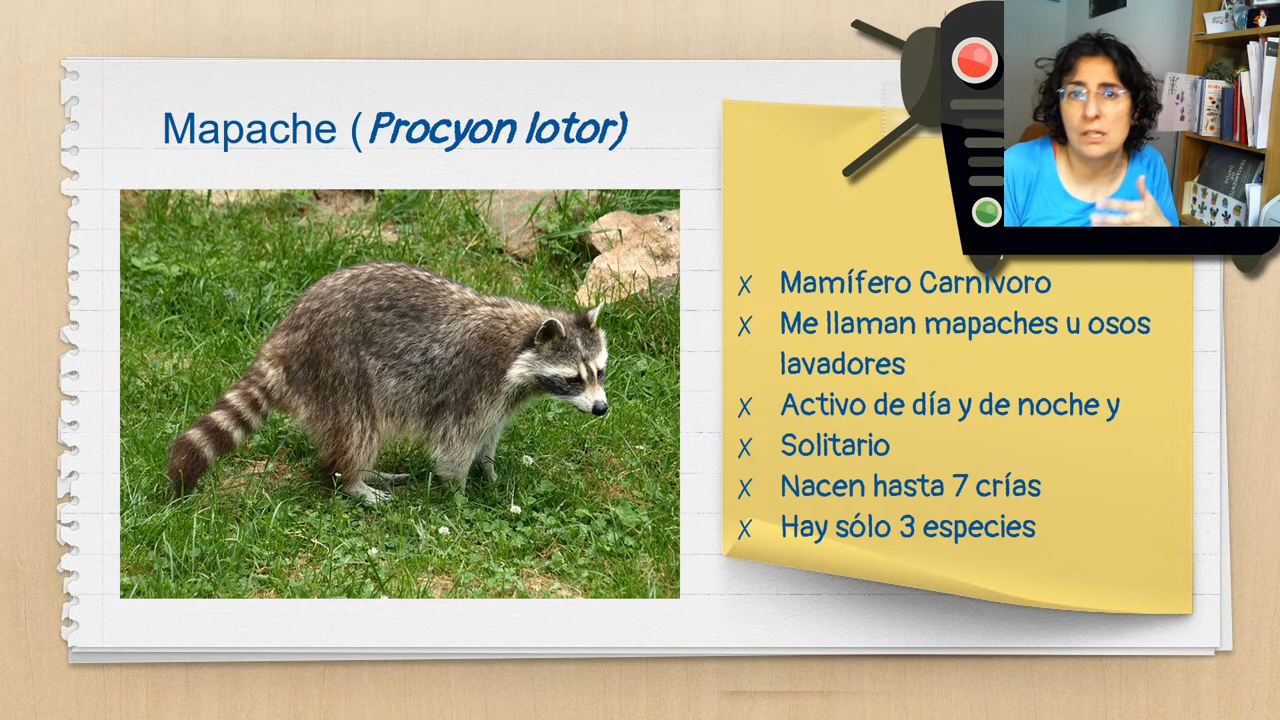 Mapache (Procyon lotor)
Mamífero Carnívoro
Me llaman mapaches u osos
lavadores
Activo de día y de noche y
Solitario
Nacen hasta 7 crías
Hay sólo 3 especies